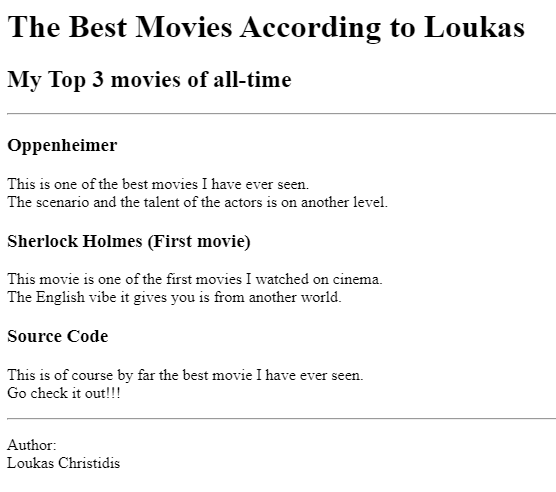 The Best Movies According to Loukas
My Top 3 movies of all-time
Oppenheimer
This is one of the best movies I have ever seen.
The scenario and the talent of the actors is on another level.
Sherlock Holmes (First movie)
This movie is one of the first movies I watched on cinema.
The English vibe it gives you is from another world.
Source Code
This is of course by far the best movie I have ever seen.
Go check it out!!!
Author:
Loukas Christidis